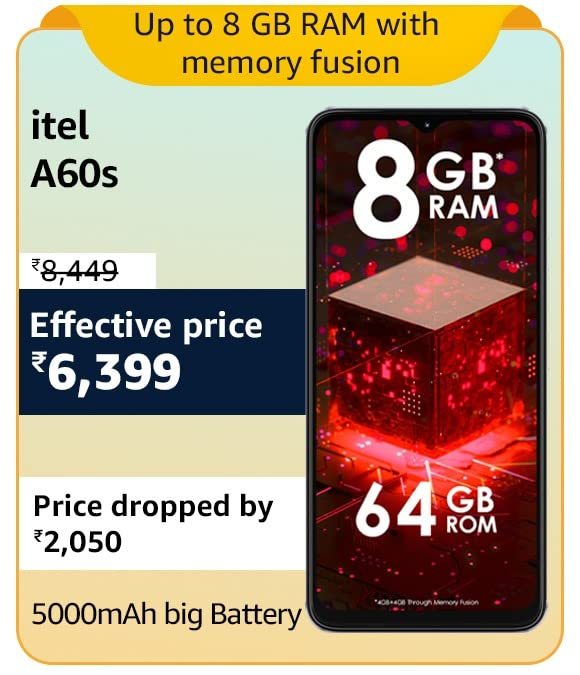 Up to 8 GB RAM with
memory fusion
itel
A60s
₹8,449
Effective price
₹6,399
Price dropped by
₹2,050
5000mAh big Battery
8 GB*
RAM
64 GB
ROM
*4GB+4GB Through Memory Fusion